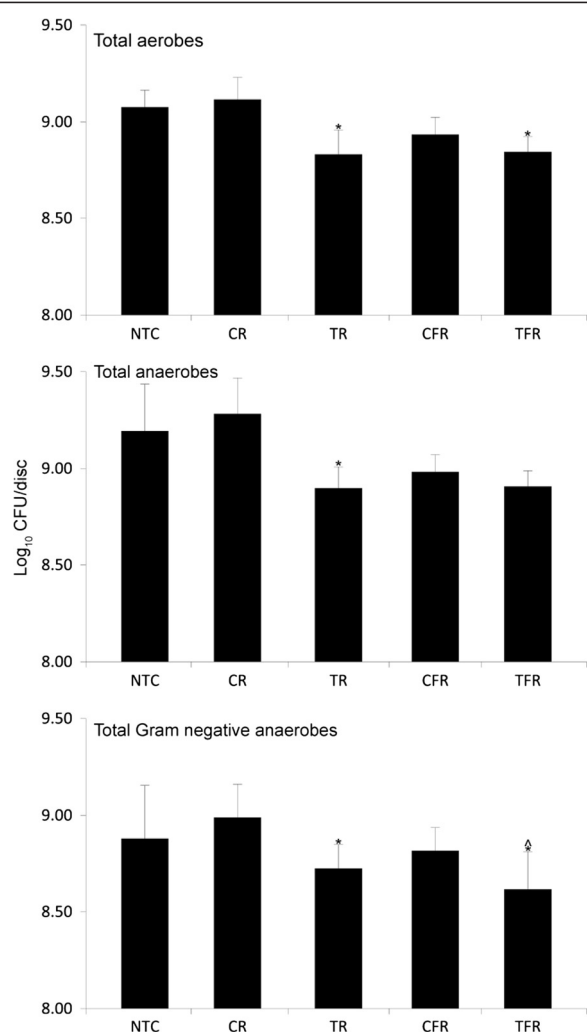 Total aerobes
9.50
9.00
*
*
8.50
8.00
NTC CR TR CFR TFR
Total anaerobes
9.50
9.00
*
8.50
8.00
NTC CR TR CFR TFR
Log₁₀ CFU/disc
Total Gram negative anaerobes
9.50
9.00
^
*
*
8.50
8.00
NTC CR TR CFR TFR